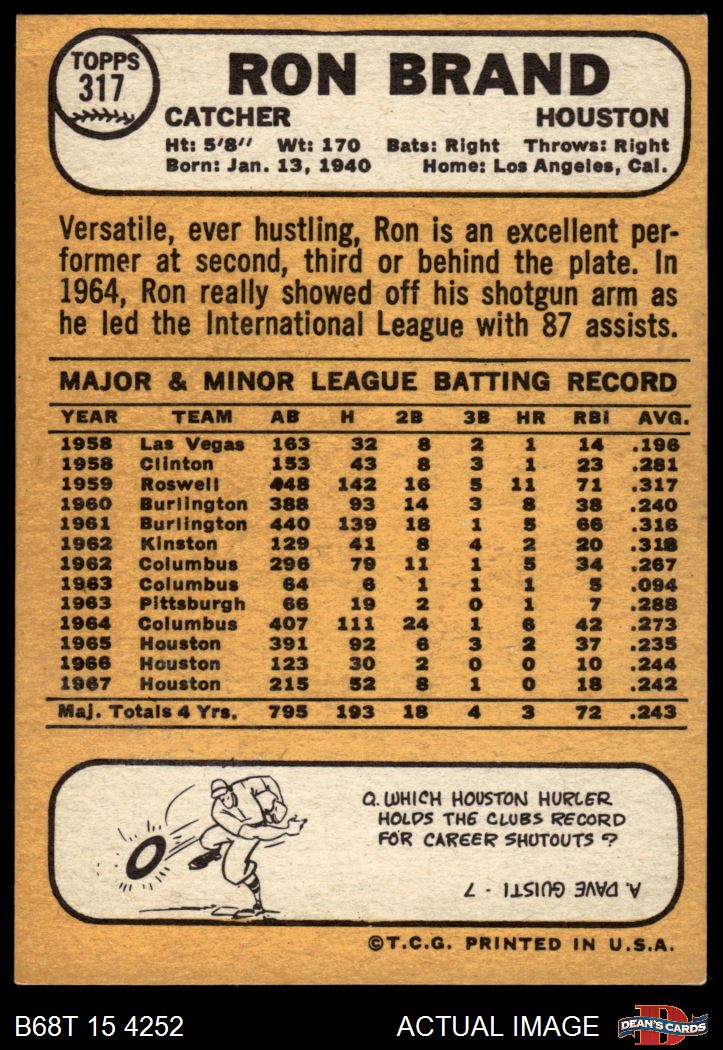 TOPPS
317
RON BRAND
CATCHER HOUSTON
Ht: 5'8" Wt: 170 Bats: Right Throws: Right
Born: Jan. 13, 1940 Home: Los Angeles, Cal.
Versatile, ever hustling, Ron is an excellent per-
former at second, third or behind the plate. In
1964, Ron really showed off his shotgun arm as
he led the International League with 87 assists.
MAJOR & MINOR LEAGUE BATTING RECORD
YEAR TEAM AB H 2B 3B HR RBI AVG.
1958 Las Vegas 163 32 8 2 1 14 .196
1958 Clinton 153 43 8 3 1 23 .281
1959 Roswell 448 142 16 5 11 71 .317
1960 Burlington 388 93 14 3 8 38 .240
1961 Burlington 440 139 18 1 5 66 .316
1962 Kinston 129 41 8 4 2 20 .318
1962 Columbus 296 79 11 1 5 34 .267
1963 Columbus 64 6 1 1 1 5 .094
1963 Pittsburgh 66 19 2 0 1 7 .288
1964 Columbus 407 111 24 1 6 42 .273
1965 Houston 391 92 6 3 2 37 .235
1966 Houston 123 30 2 0 0 10 .244
1967 Houston 215 52 8 1 0 18 .242
Maj. Totals 4 Yrs. 795 193 18 4 3 72 .243
Q. WHICH HOUSTON HURLER
HOLDS THE CLUBS RECORD
FOR CAREER SHUTOUTS?
A. DAVE GUISTI - 7
©T.C.G. PRINTED IN U.S.A.
B68T 15 4252 ACTUAL IMAGE D DEAN'S CARDS